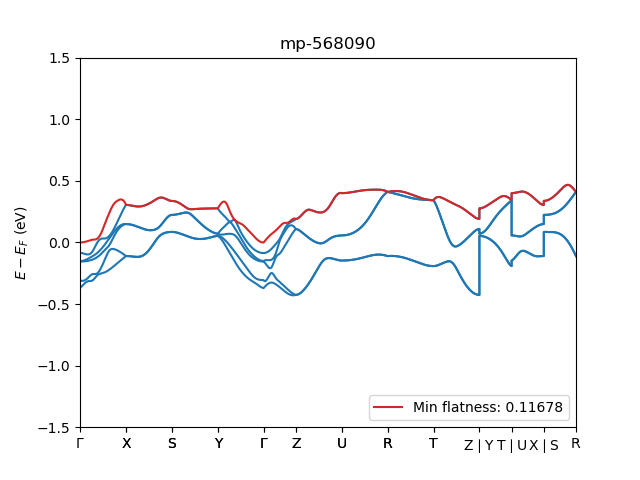 mp-568090
1.5
1.0
0.5
0.0
−0.5
−1.0
−1.5
E − E_F (eV)
Min flatness: 0.11678
Γ X S Y Γ Z U R T Z | Y T | U X | S R